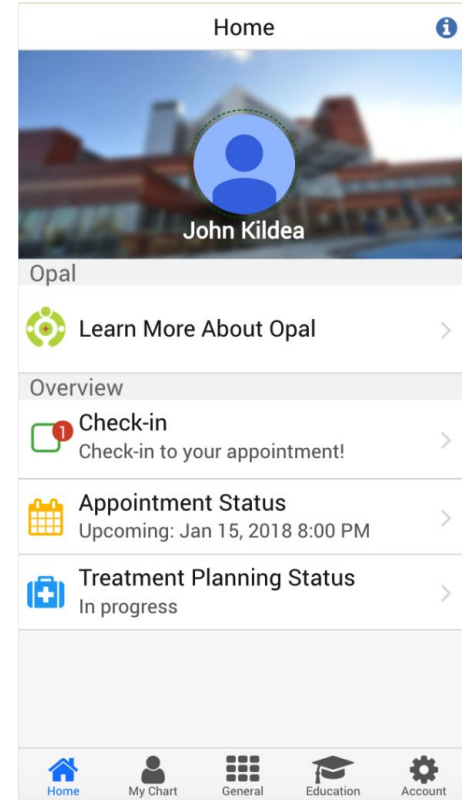 Home
John Kildea
Opal
Learn More About Opal
Overview
1
Check-in
Check-in to your appointment!
Appointment Status
Upcoming: Jan 15, 2018 8:00 PM
Treatment Planning Status
In progress
Home
My Chart
General
Education
Account